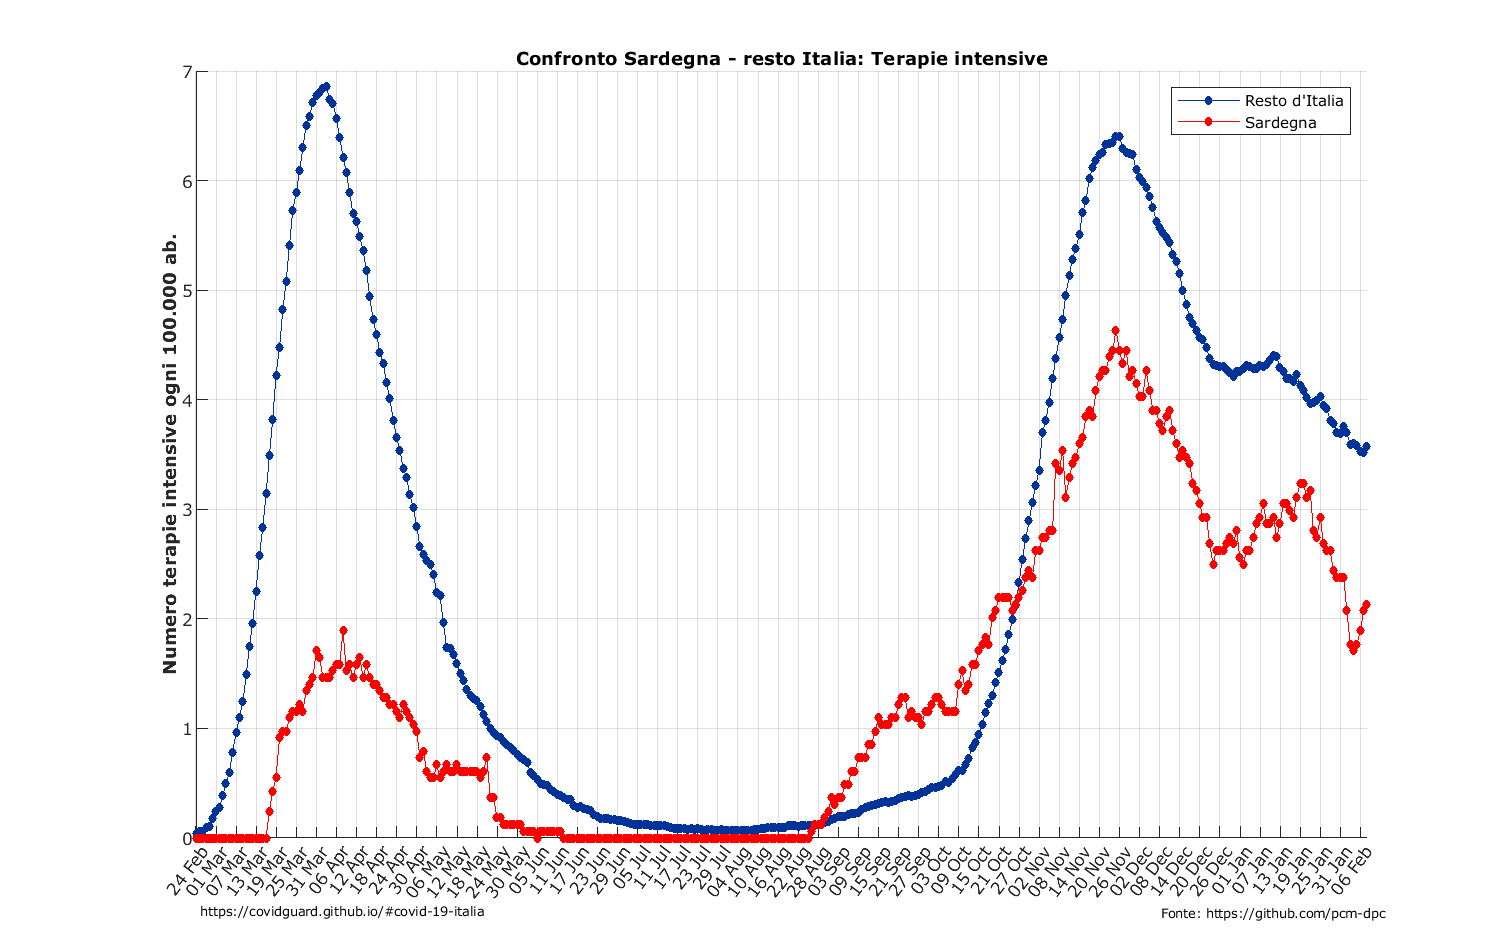 Confronto Sardegna - resto Italia: Terapie intensive
Resto d'Italia
Sardegna
Numero terapie intensive ogni 100.000 ab.
7
6
5
4
3
2
1
0
24 Feb
01 Mar
07 Mar
13 Mar
19 Mar
25 Mar
31 Mar
06 Apr
12 Apr
18 Apr
24 Apr
30 Apr
06 May
12 May
18 May
24 May
30 May
05 Jun
11 Jun
17 Jun
23 Jun
29 Jun
05 Jul
11 Jul
17 Jul
23 Jul
29 Jul
04 Aug
10 Aug
16 Aug
22 Aug
28 Aug
03 Sep
09 Sep
15 Sep
21 Sep
27 Sep
03 Oct
09 Oct
15 Oct
21 Oct
27 Oct
02 Nov
08 Nov
14 Nov
20 Nov
26 Nov
02 Dec
08 Dec
14 Dec
20 Dec
26 Dec
01 Jan
07 Jan
13 Jan
19 Jan
25 Jan
31 Jan
06 Feb
https://covidguard.github.io/#covid-19-italia
Fonte: https://github.com/pcm-dpc